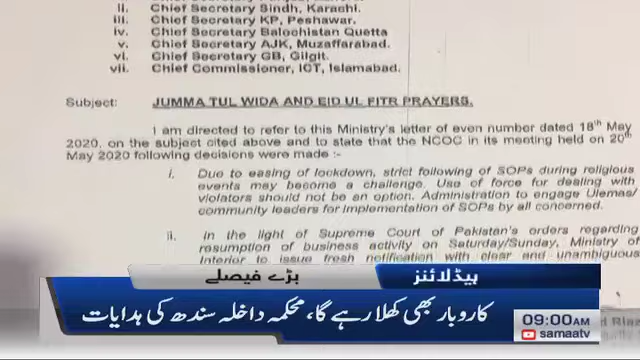 ii. Chief Secretary Sindh, Karachi.
iii. Chief Secretary KP, Peshawar.
iv. Chief Secretary Balochistan Quetta
v. Chief Secretary AJK, Muzaffarabad.
vi. Chief Secretary GB, Gilgit.
vii. Chief Commissioner, ICT, Islamabad.
Subject: JUMMA TUL WIDA AND EID UL FITR PRAYERS.
I am directed to refer to this Ministry's letter of even number dated 18th May
2020, on the subject cited above and to state that the NCOC in its meeting held on 20th
May 2020 following decisions were made :-
i. Due to easing of lockdown, strict following of SOPs during religious
events may become a challenge. Use of force for dealing with
violators should not be an option. Administration to engage Ulemas/
community leaders for implementation of SOPs by all concerned.
ii. In the light of Supreme Court of Pakistan's orders regarding
resumption of business activity on Saturday/Sunday, Ministry of
Interior to issue fresh notification with clear and unambiguous
ہیڈلائنز
بڑے فیصلے
کاروبار بھی کھلا رہے گا، محکمہ داخلہ سندھ کی ہدایات
09:00AM
samaatv